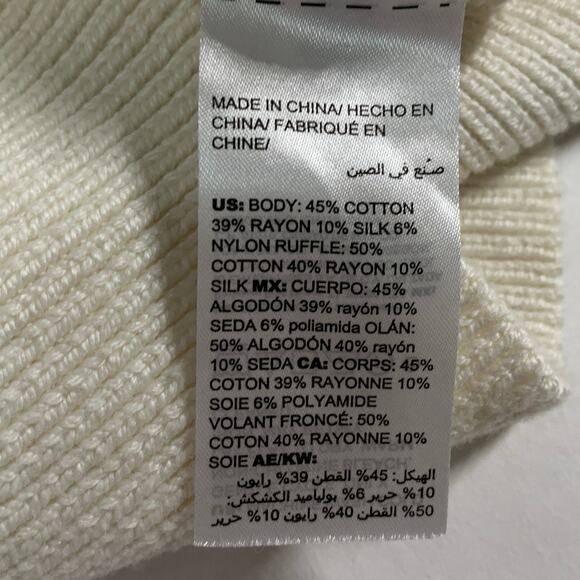 MADE IN CHINA/ HECHO EN
CHINA/ FABRIQUÉ EN
CHINE/
صنّع في الصين
US: BODY: 45% COTTON
39% RAYON 10% SILK 6%
NYLON RUFFLE: 50%
COTTON 40% RAYON 10%
SILK MX: CUERPO: 45%
ALGODÓN 39% rayón 10%
SEDA 6% poliamida OLÁN:
50% ALGODÓN 40% rayón
10% SEDA CA: CORPS: 45%
COTON 39% RAYONNE 10%
SOIE 6% POLYAMIDE
VOLANT FRONCÉ: 50%
COTON 40% RAYONNE 10%
SOIE AE/KW:
الهيكل: 45% القطن 39% رايون
10% حرير 6% بولياميد الكشكش:
50% القطن 40% رايون 10% حرير